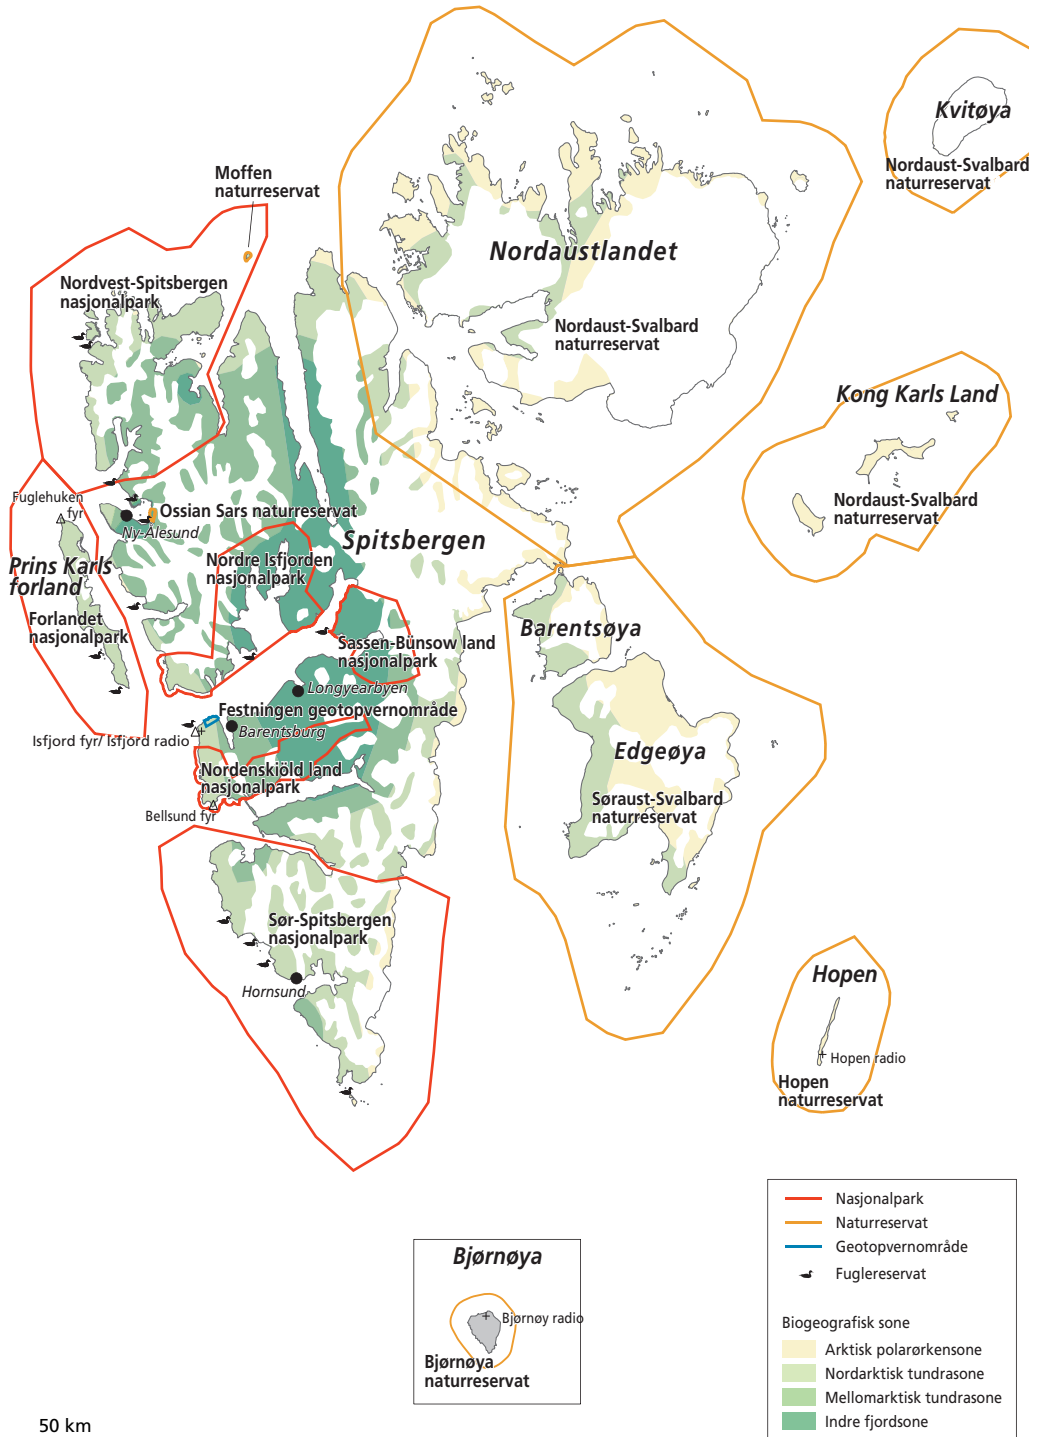 Kvitøya
Nordaust-Svalbard
naturreservat
Moffen
naturreservat
Nordaustlandet
Nordvest-Spitsbergen
nasjonalpark
Nordaust-Svalbard
naturreservat
Kong Karls Land
Nordaust-Svalbard
naturreservat
Fuglehuken
fyr
Ossian Sars naturreservat
Ny-Ålesund
Spitsbergen
Prins Karls
forland
Nordre Isfjorden
nasjonalpark
Forlandet
nasjonalpark
Barentsøya
Sassen-Bünsow land
nasjonalpark
Longyearbyen
Festningen geotopvernområde
Barentsburg
Isfjord fyr/ Isfjord radio
Edgeøya
Nordenskiöld land
nasjonalpark
Søraust-Svalbard
naturreservat
Bellsund fyr
Sør-Spitsbergen
nasjonalpark
Hornsund
Hopen
Hopen radio
Hopen
naturreservat
Bjørnøya
Bjørnøy radio
Bjørnøya
naturreservat
Nasjonalpark
Naturreservat
Geotopvernområde
Fuglereservat
Biogeografisk sone
Arktisk polarørkensone
Nordarktisk tundrasone
Mellomarktisk tundrasone
Indre fjordsone
50 km